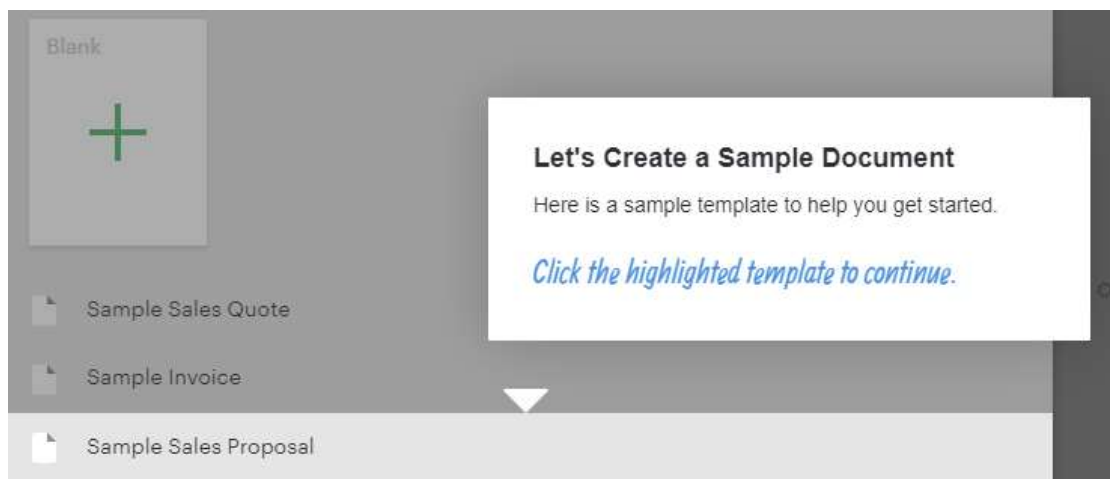 Blank
Let's Create a Sample Document
Here is a sample template to help you get started.
Click the highlighted template to continue.
Sample Sales Quote
Sample Invoice
Sample Sales Proposal